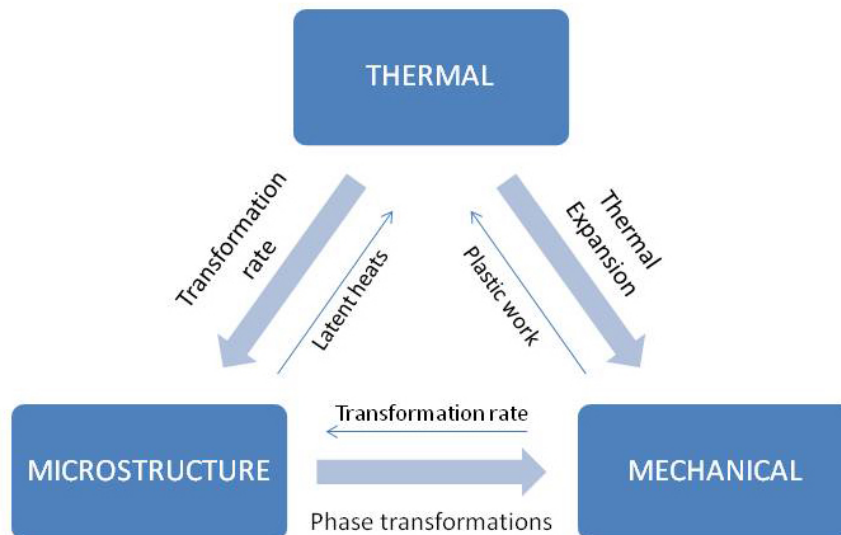 THERMAL
Transformation
rate
Latent heats
Plastic work
Thermal
Expansion
MICROSTRUCTURE
Transformation rate
MECHANICAL
Phase transformations